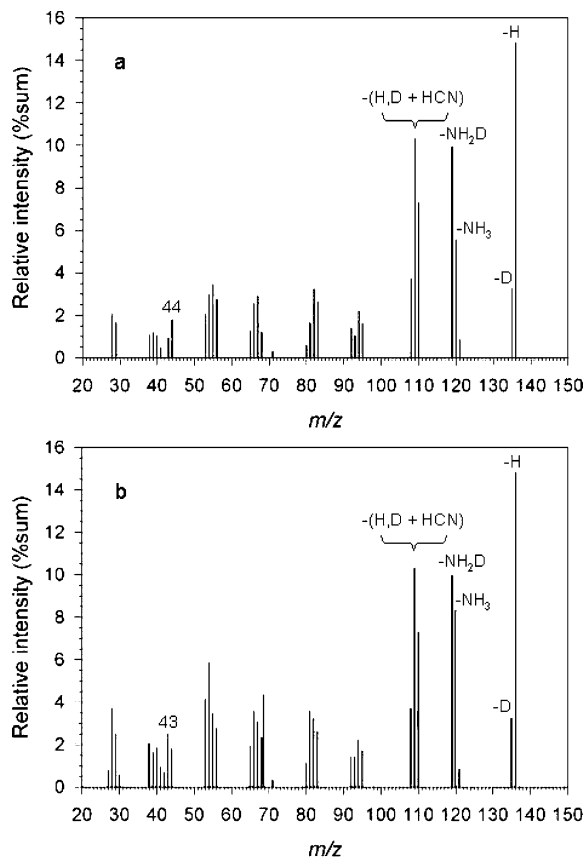 16
14
12
10
8
6
4
2
0
Relative intensity (%sum)
a
-H
-(H,D + HCN)
-NH2D
-NH3
-D
44
20 30 40 50 60 70 80 90 100 110 120 130 140 150
m/z
16
14
12
10
8
6
4
2
0
Relative intensity (%sum)
b
-H
-(H,D + HCN)
-NH2D
-NH3
-D
43
20 30 40 50 60 70 80 90 100 110 120 130 140 150
m/z